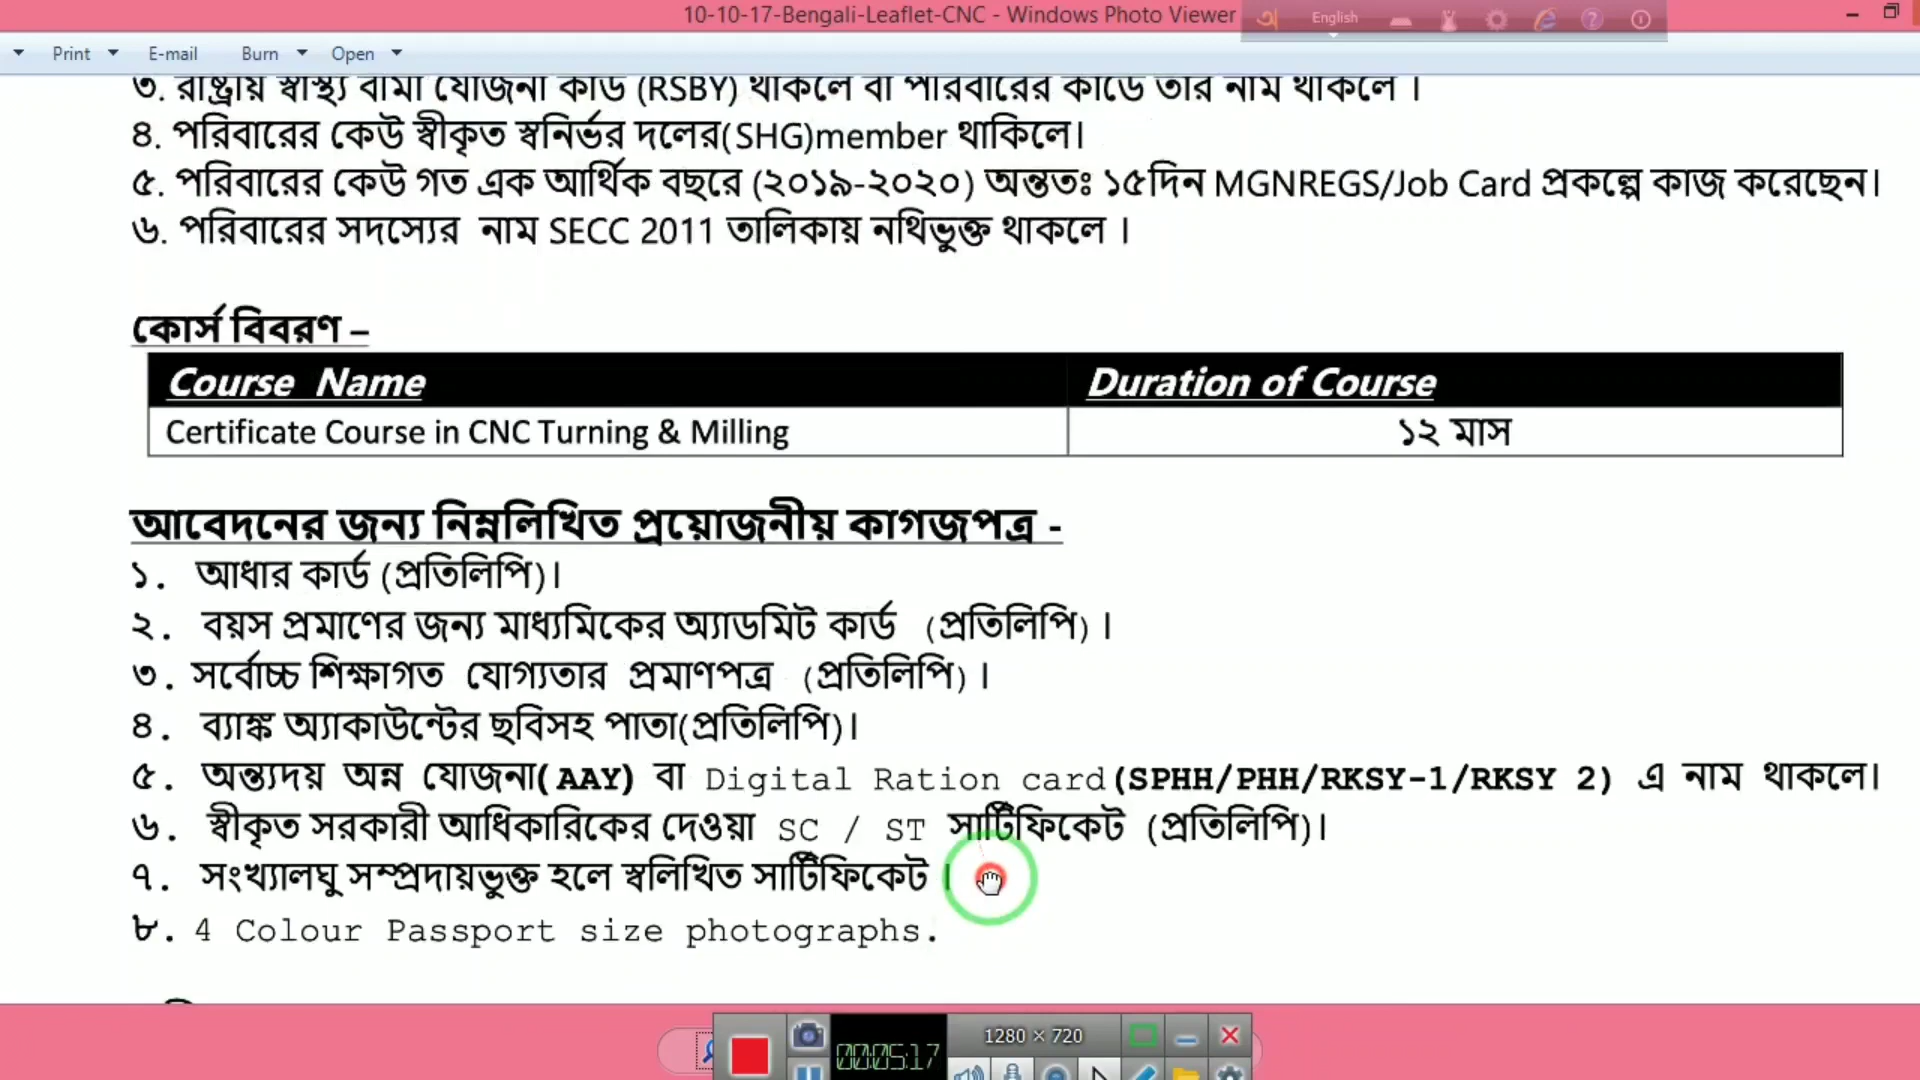 10-10-17-Bengali-Leaflet-CNC - Windows Photo Viewer
English
Print E-mail Burn Open
৩. রাষ্ট্রীয় স্বাস্থ্য বীমা যোজনা কার্ড (RSBY) থাকলে বা পরিবারের কার্ডে তার নাম থাকলে ।
৪. পরিবারের কেউ স্বীকৃত স্বনির্ভর দলের(SHG)member থাকিলে।
৫. পরিবারের কেউ গত এক আর্থিক বছরে (২০১৯-২০২০) অন্ততঃ ১৫দিন MGNREGS/Job Card প্রকল্পে কাজ করেছেন।
৬. পরিবারের সদস্যের নাম SECC 2011 তালিকায় নথিভুক্ত থাকলে ।
কোর্স বিবরণ –
Course Name Duration of Course
Certificate Course in CNC Turning & Milling ১২ মাস
আবেদনের জন্য নিম্নলিখিত প্রয়োজনীয় কাগজপত্র -
১. আধার কার্ড (প্রতিলিপি)।
২. বয়স প্রমাণের জন্য মাধ্যমিকের অ্যাডমিট কার্ড (প্রতিলিপি) ।
৩. সর্বোচ্চ শিক্ষাগত যোগ্যতার প্রমাণপত্র (প্রতিলিপি) ।
৪. ব্যাঙ্ক অ্যাকাউন্টের ছবিসহ পাতা(প্রতিলিপি)।
৫. অন্ত্যদয় অন্ন যোজনা(AAY) বা Digital Ration card(SPHH/PHH/RKSY-1/RKSY 2) এ নাম থাকলে।
৬. স্বীকৃত সরকারী আধিকারিকের দেওয়া SC / ST সার্টিফিকেট (প্রতিলিপি)।
৭. সংখ্যালঘু সম্প্রদায়ভুক্ত হলে স্বলিখিত সার্টিফিকেট ।
৮. 4 Colour Passport size photographs.
1280 × 720
00:05:17